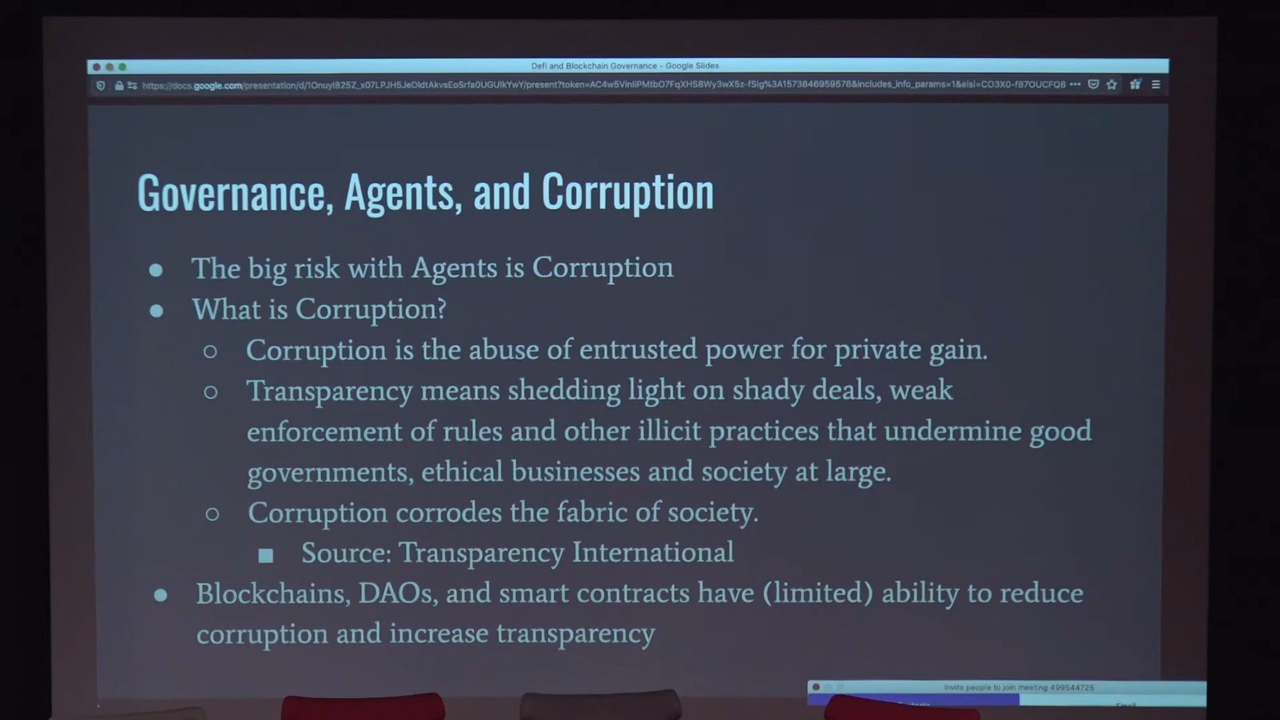 Defi and Blockchain Governance - Google Slides
Governance, Agents, and Corruption
The big risk with Agents is Corruption
What is Corruption?
Corruption is the abuse of entrusted power for private gain.
Transparency means shedding light on shady deals, weak
enforcement of rules and other illicit practices that undermine good
governments, ethical businesses and society at large.
Corruption corrodes the fabric of society.
Source: Transparency International
Blockchains, DAOs, and smart contracts have (limited) ability to reduce
corruption and increase transparency
Invite people to join meeting 499544725
Email